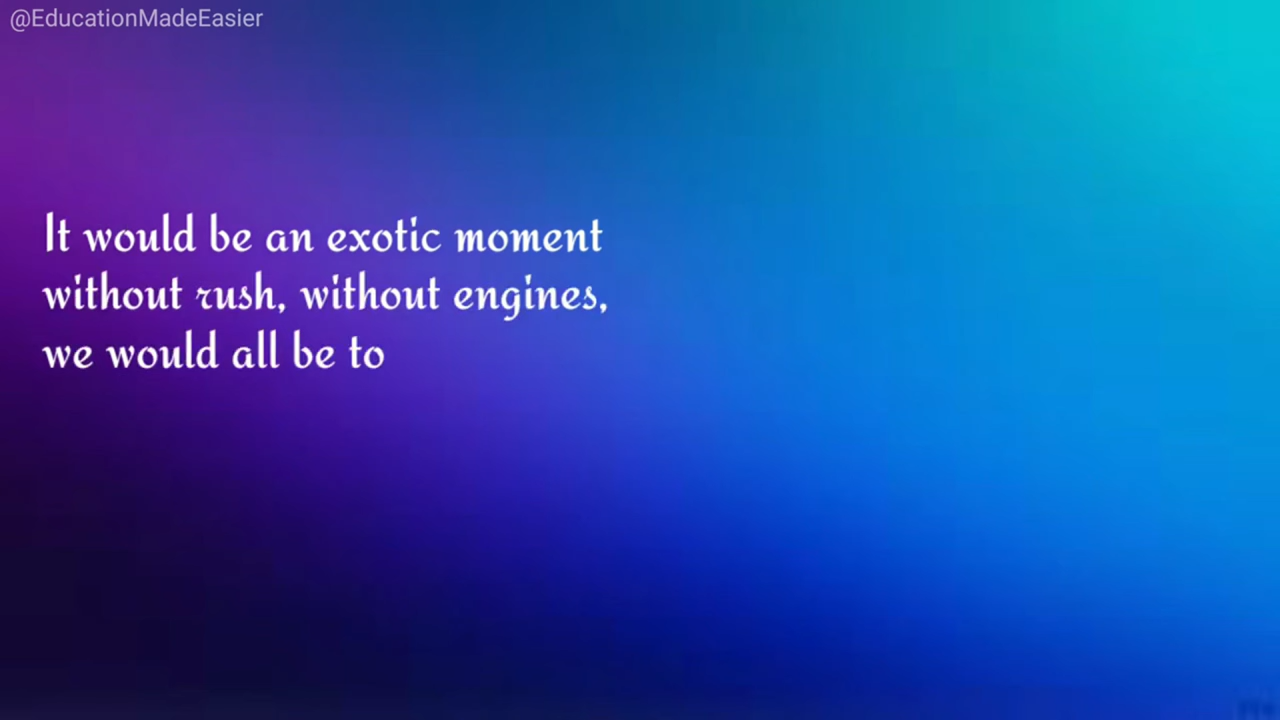 @EducationMadeEasier
It would be an exotic moment
without rush, without engines,
we would all be to